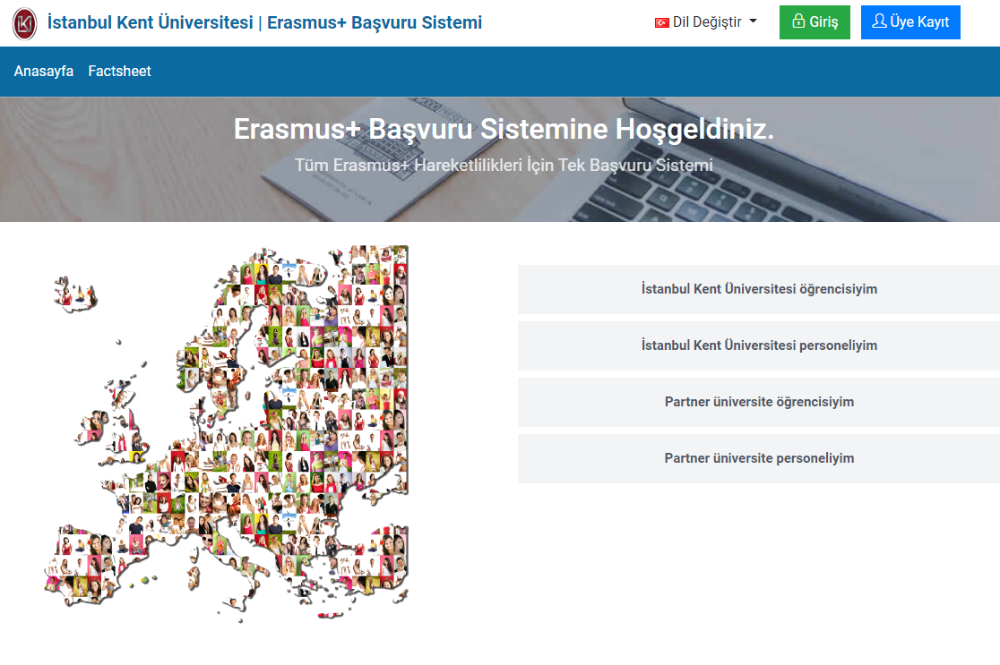 İstanbul Kent Üniversitesi | Erasmus+ Başvuru Sistemi
Dil Değiştir
Giriş
Üye Kayıt
Anasayfa
Factsheet
Erasmus+ Başvuru Sistemine Hoşgeldiniz.
Tüm Erasmus+ Hareketlilikleri İçin Tek Başvuru Sistemi
İstanbul Kent Üniversitesi öğrencisiyim
İstanbul Kent Üniversitesi personeliyim
Partner üniversite öğrencisiyim
Partner üniversite personeliyim